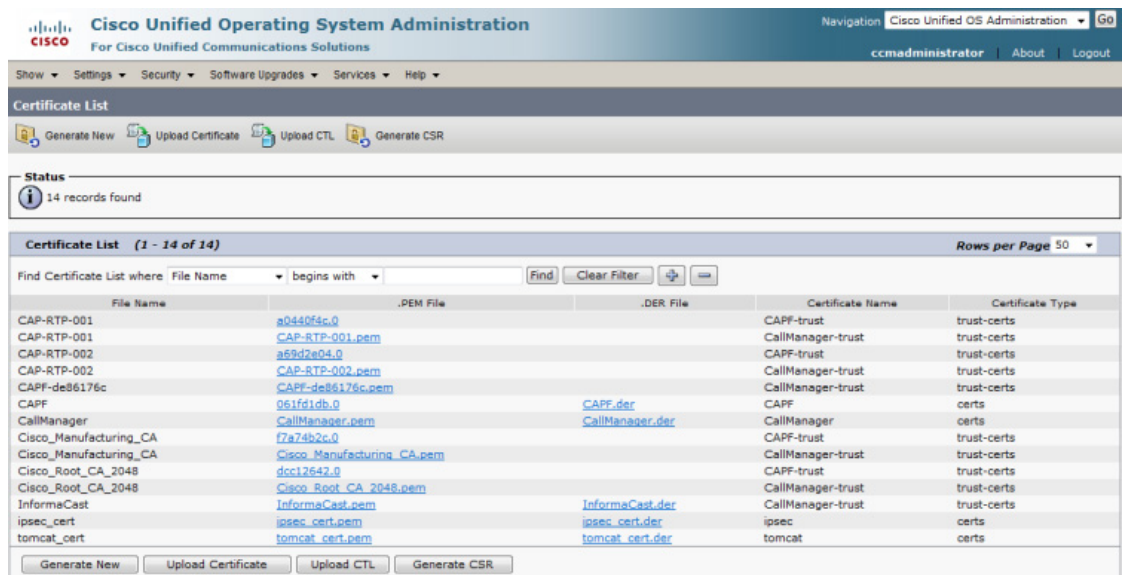 Cisco Unified Operating System Administration
For Cisco Unified Communications Solutions
CISCO
Navigation Cisco Unified OS Administration Go
ccmadministrator | About | Logout
Show Settings Security Software Upgrades Services Help
Certificate List
Generate New Upload Certificate Upload CTL Generate CSR
Status
14 records found
Certificate List (1 - 14 of 14) Rows per Page 50
Find Certificate List where File Name begins with Find Clear Filter
File Name .PEM File .DER File Certificate Name Certificate Type
CAP-RTP-001 a0440f4c.0 CAPF-trust trust-certs
CAP-RTP-001 CAP-RTP-001.pem CallManager-trust trust-certs
CAP-RTP-002 a69d2e04.0 CAPF-trust trust-certs
CAP-RTP-002 CAP-RTP-002.pem CallManager-trust trust-certs
CAPF-de86176c CAPF-de86176c.pem CallManager-trust trust-certs
CAPF 061fd1db.0 CAPF.der CAPF certs
CallManager CallManager.pem CallManager.der CallManager certs
Cisco_Manufacturing_CA f7a74b2c.0 CAPF-trust trust-certs
Cisco_Manufacturing_CA Cisco_Manufacturing_CA.pem CallManager-trust trust-certs
Cisco_Root_CA_2048 dcc12642.0 CAPF-trust trust-certs
Cisco_Root_CA_2048 Cisco_Root_CA_2048.pem CallManager-trust trust-certs
InformaCast InformaCast.pem InformaCast.der CallManager-trust trust-certs
ipsec_cert ipsec_cert.pem ipsec_cert.der ipsec certs
tomcat_cert tomcat_cert.pem tomcat_cert.der tomcat certs
Generate New Upload Certificate Upload CTL Generate CSR